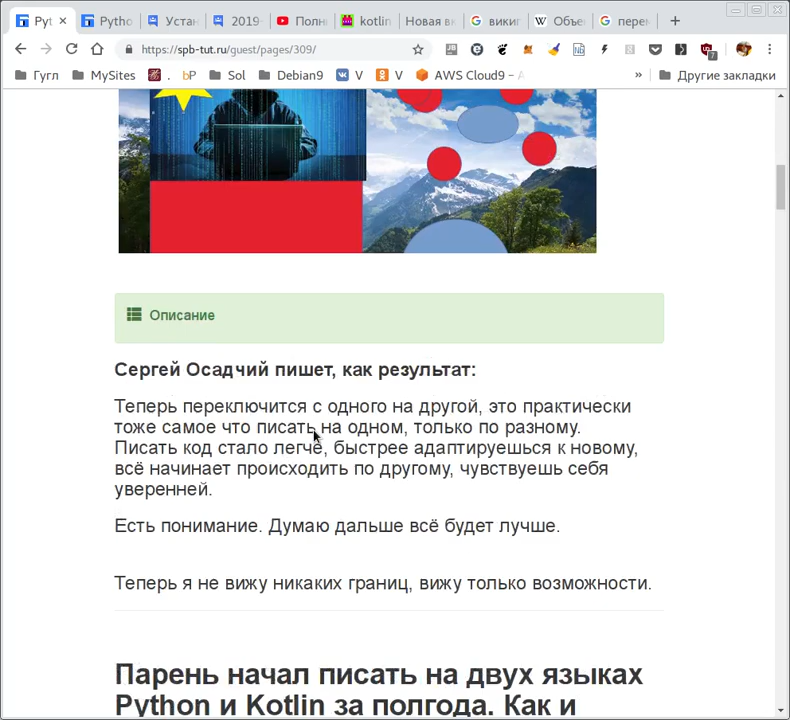 Pyt
Pytho
Устан
2019-
Полн
kotlin
Новая вк
вики
Объе
перем
https://spb-tut.ru/guest/pages/309/
7
Гугл
MySites
.
bP
Sol
Debian9
V
V
AWS Cloud9 – A
»
Другие закладки
Описание
Сергей Осадчий пишет, как результат:
Теперь переключится с одного на другой, это практически
тоже самое что писать на одном, только по разному.
Писать код стало легче, быстрее адаптируешься к новому,
всё начинает происходить по другому, чувствуешь себя
уверенней.
Есть понимание. Думаю дальше всё будет лучше.
Теперь я не вижу никаких границ, вижу только возможности.
Парень начал писать на двух языках
Python и Kotlin за полгода. Как и